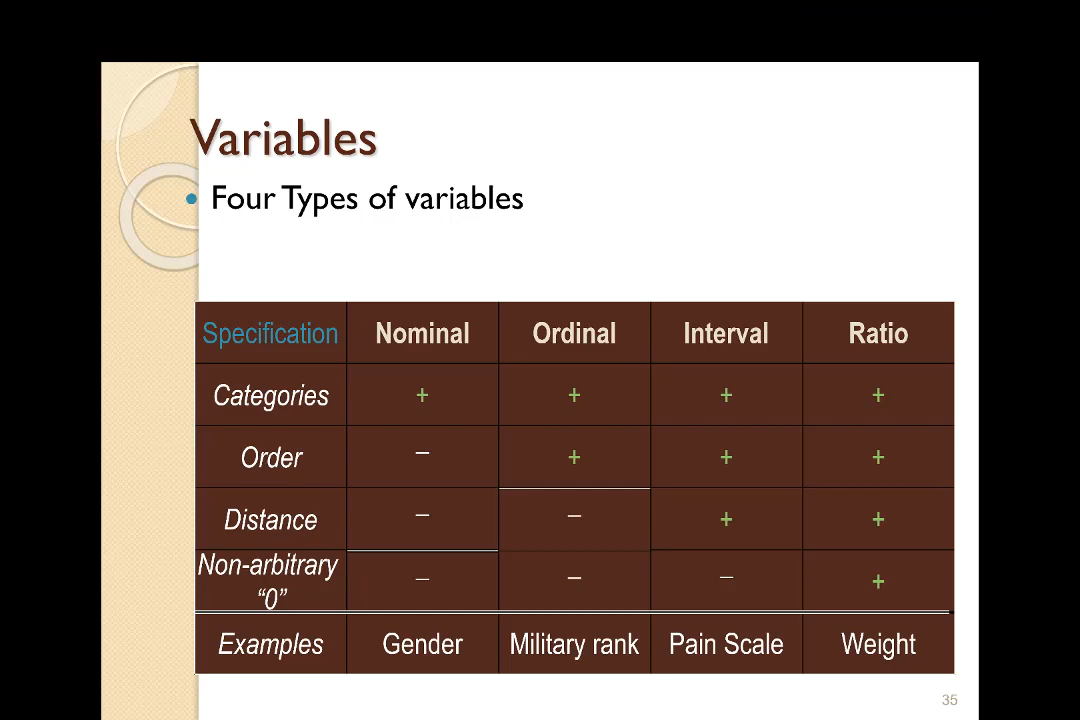 Variables
• Four Types of variables
Specification Nominal Ordinal Interval Ratio
Categories + + + +
Order – + + +
Distance – – + +
Non-arbitrary
“0” – – – +
Examples Gender Military rank Pain Scale Weight
35